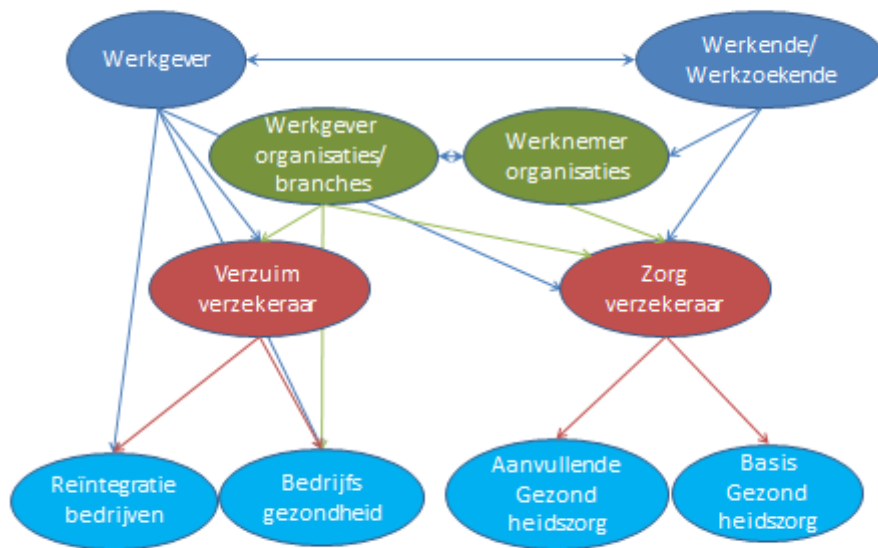 Werkgever
Werkende/
Werkzoekende
Werkgever
organisaties/
branches
Werknemer
organisaties
Verzuim
verzekeraar
Zorg
verzekeraar
Reïntegratie
bedrijven
Bedrijfs
gezondheid
Aanvullende
Gezond
heidszorg
Basis
Gezond
heidszorg